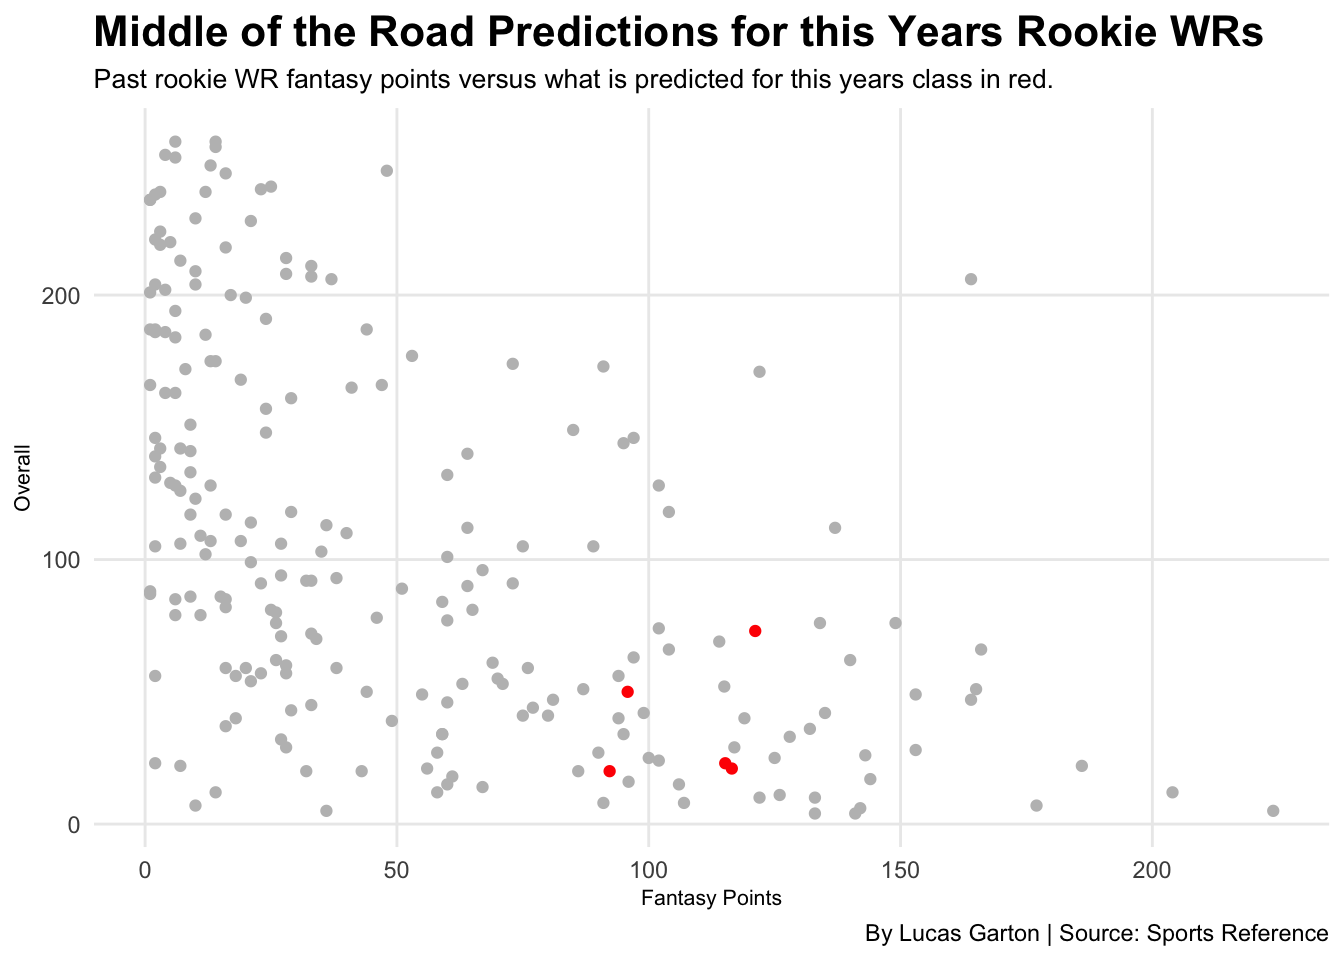 Middle of the Road Predictions for this Years Rookie WRs
Past rookie WR fantasy points versus what is predicted for this years class in red.
Overall
200
100
0
0 50 100 150 200
Fantasy Points
By Lucas Garton | Source: Sports Reference